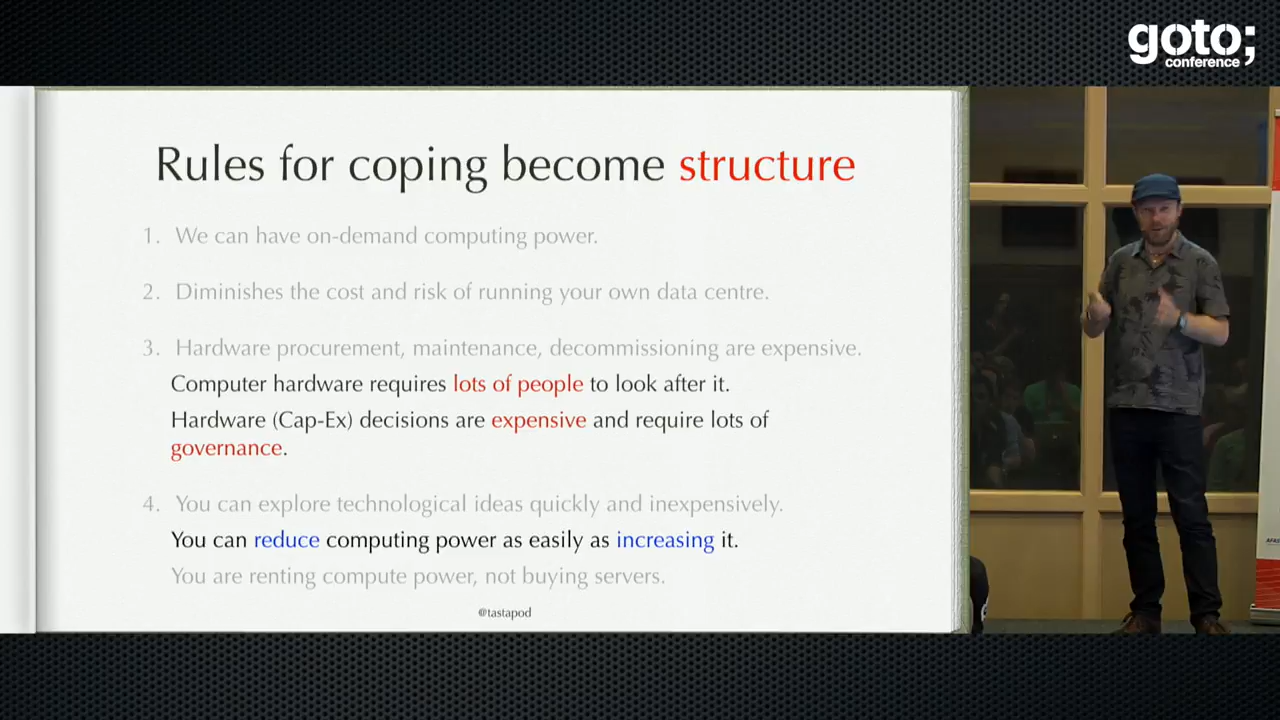 goto;
conference
Rules for coping become structure
1. We can have on-demand computing power.
2. Diminishes the cost and risk of running your own data centre.
3. Hardware procurement, maintenance, decommissioning are expensive.
Computer hardware requires lots of people to look after it.
Hardware (Cap-Ex) decisions are expensive and require lots of
governance.
4. You can explore technological ideas quickly and inexpensively.
You can reduce computing power as easily as increasing it.
You are renting compute power, not buying servers.
@tastapod